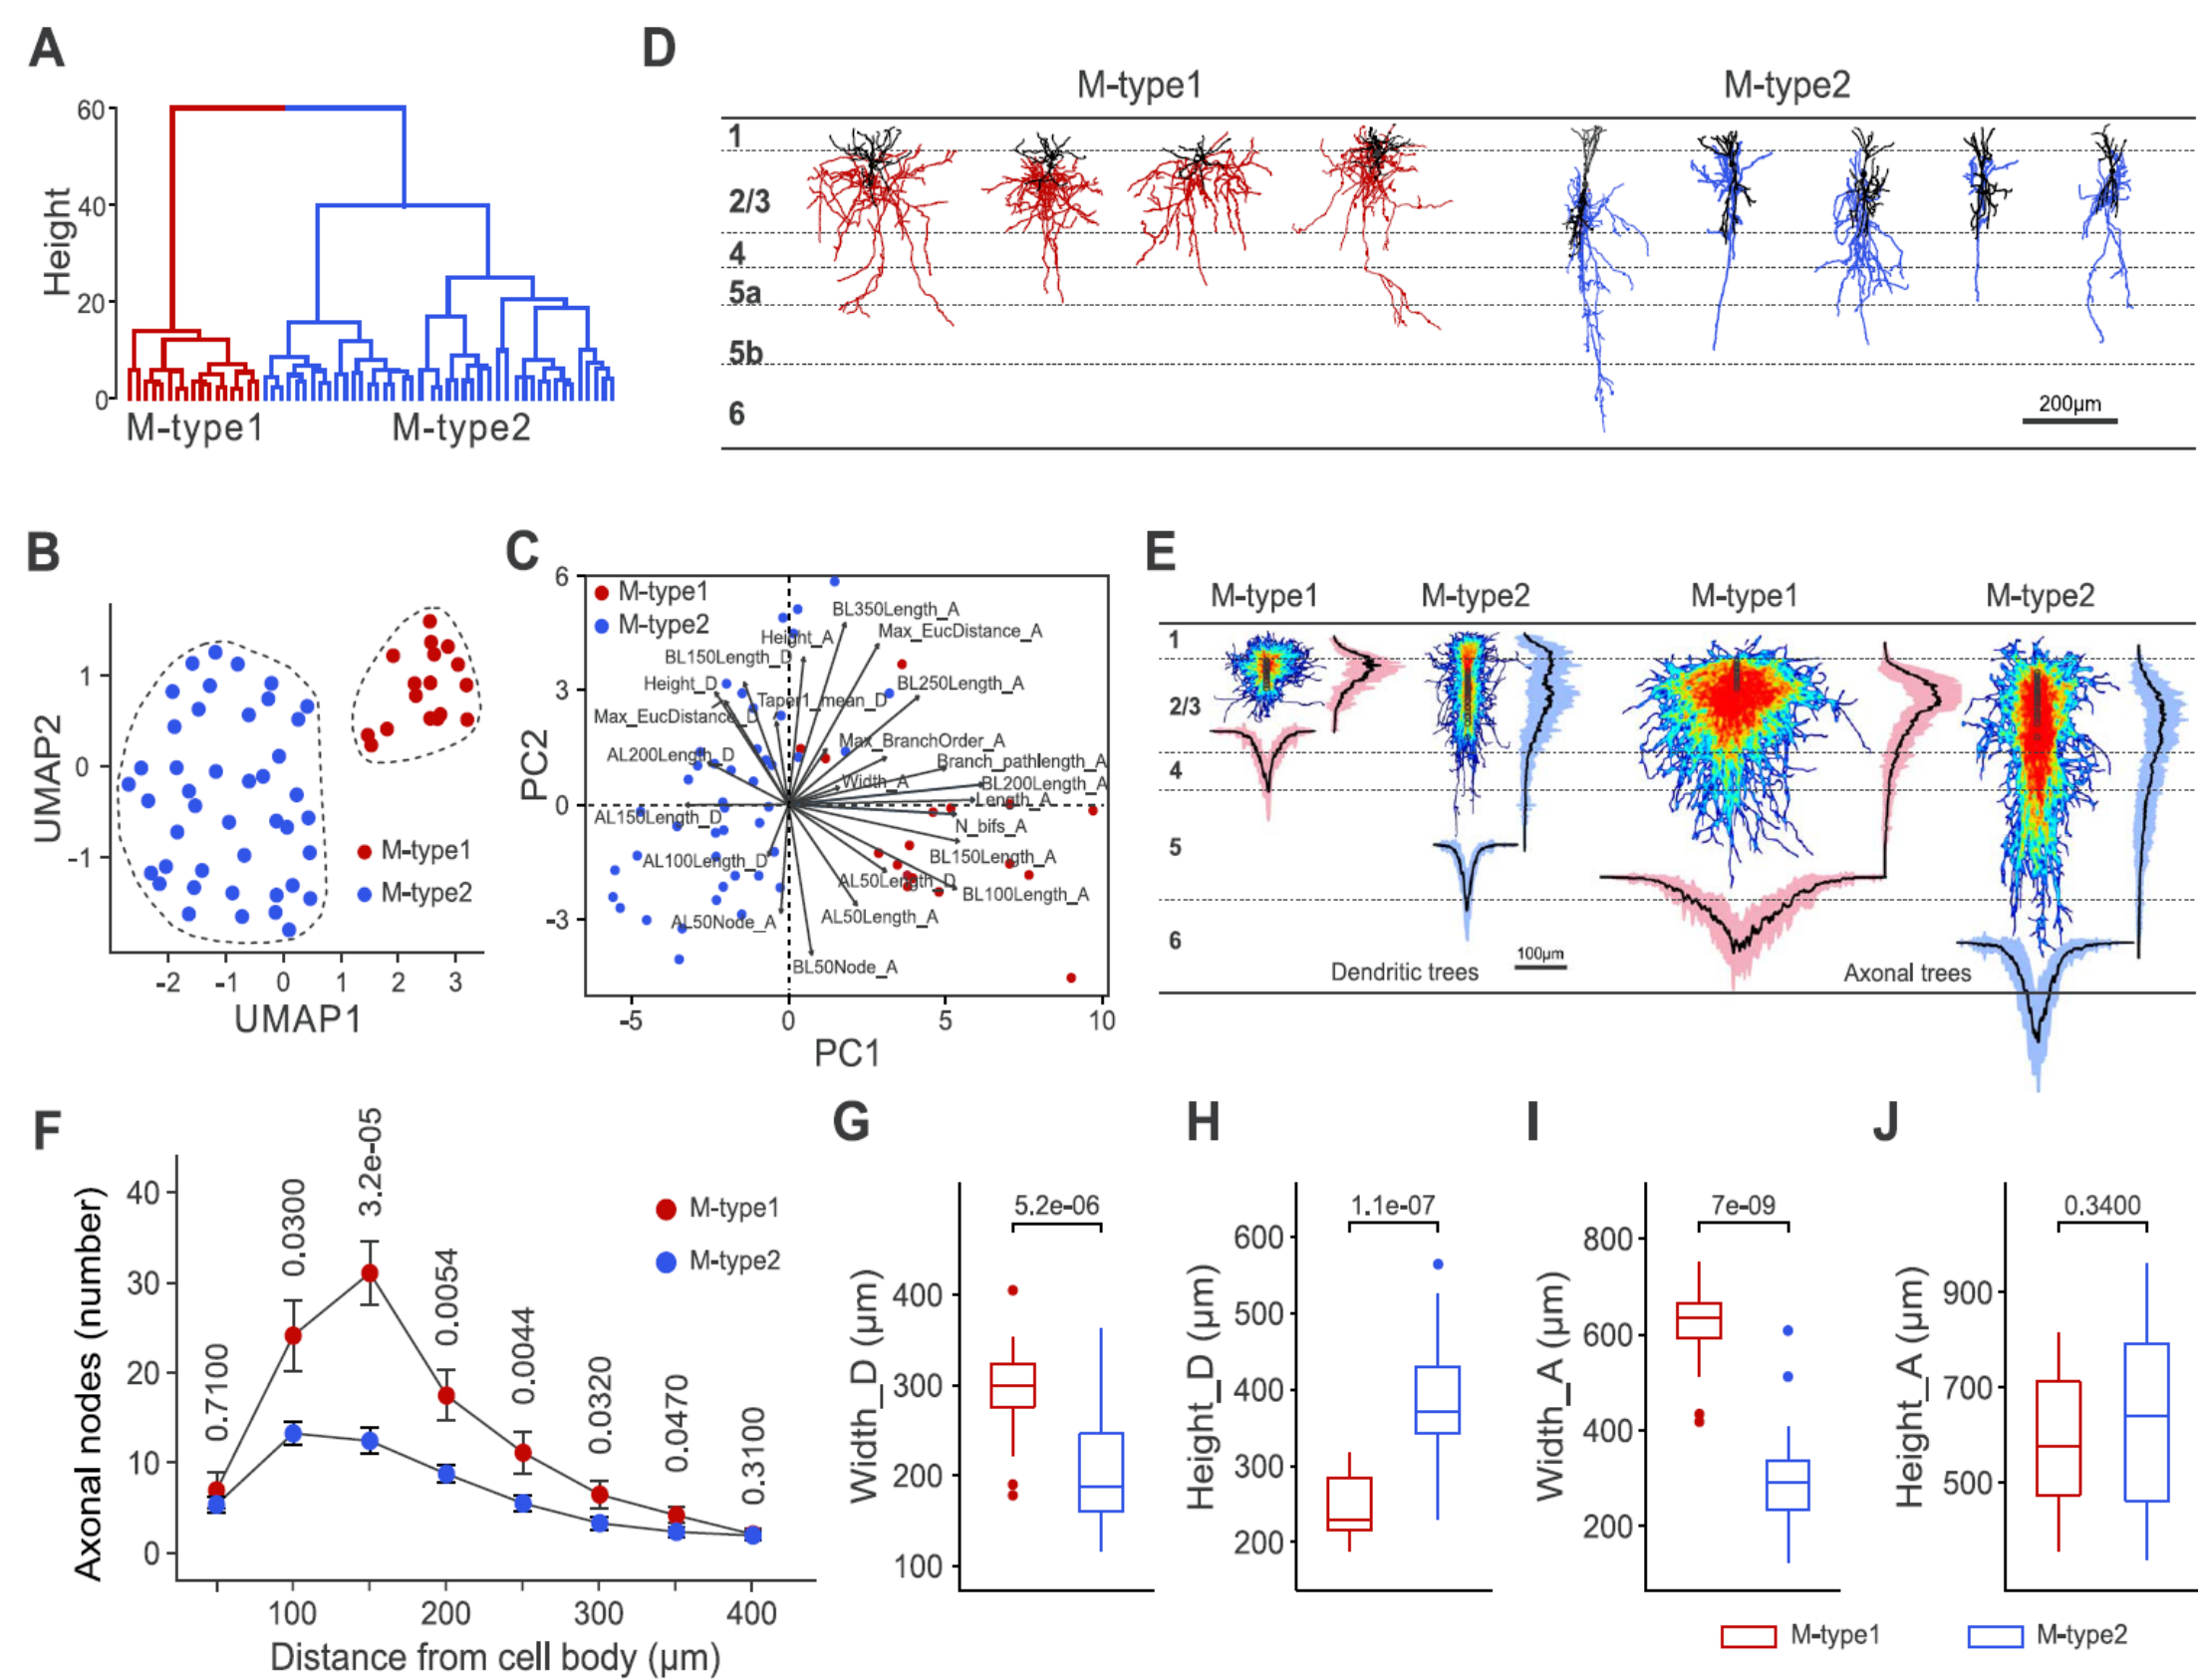 A
60
40
20
0
Height
M-type1 M-type2
D
M-type1 M-type2
1
2/3
4
5a
5b
6
200µm
B
1
0
-1
UMAP2
M-type1
M-type2
-2 -1 0 1 2 3
UMAP1
C
6
3
0
-3
PC2
M-type1
M-type2
BL350Length_A
Height_A
Max_EucDistance_A
BL150Length_D
Height_D
BL250Length_A
Taper1_mean_D
Max_EucDistance_D
Max_BranchOrder_A
AL200Length_D
Branch_pathlength_A
Width_A
BL200Length_A
Length_A
AL150Length_D
N_bifs_A
AL100Length_D
BL150Length_A
AL50Length_D
BL100Length_A
AL50Node_A
AL50Length_A
BL50Node_A
-5 0 5 10
PC1
E
M-type1 M-type2 M-type1 M-type2
1
2/3
4
5
6
Dendritic trees
100µm
Axonal trees
F
40
30
20
10
0
Axonal nodes (number)
0.7100
0.0300
3.2e-05
0.0054
0.0044
0.0320
0.0470
0.3100
M-type1
M-type2
100 200 300 400
Distance from cell body (µm)
G
5.2e-06
400
300
200
100
Width_D (µm)
H
1.1e-07
600
500
400
300
200
Height_D (µm)
I
7e-09
800
600
400
200
Width_A (µm)
J
0.3400
900
700
500
Height_A (µm)
M-type1 M-type2